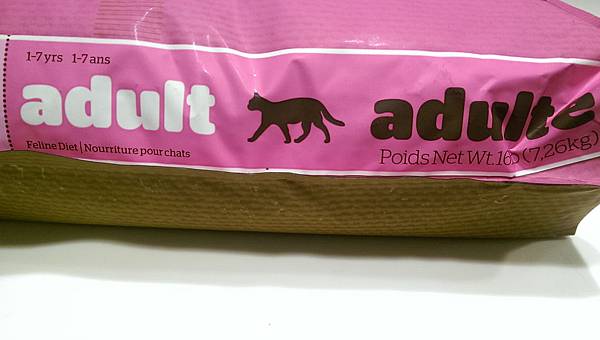 1-7 yrs 1-7 ans
adult adulte
Feline Diet | Nourriture pour chats
Poids Net Wt. (7,26kg)